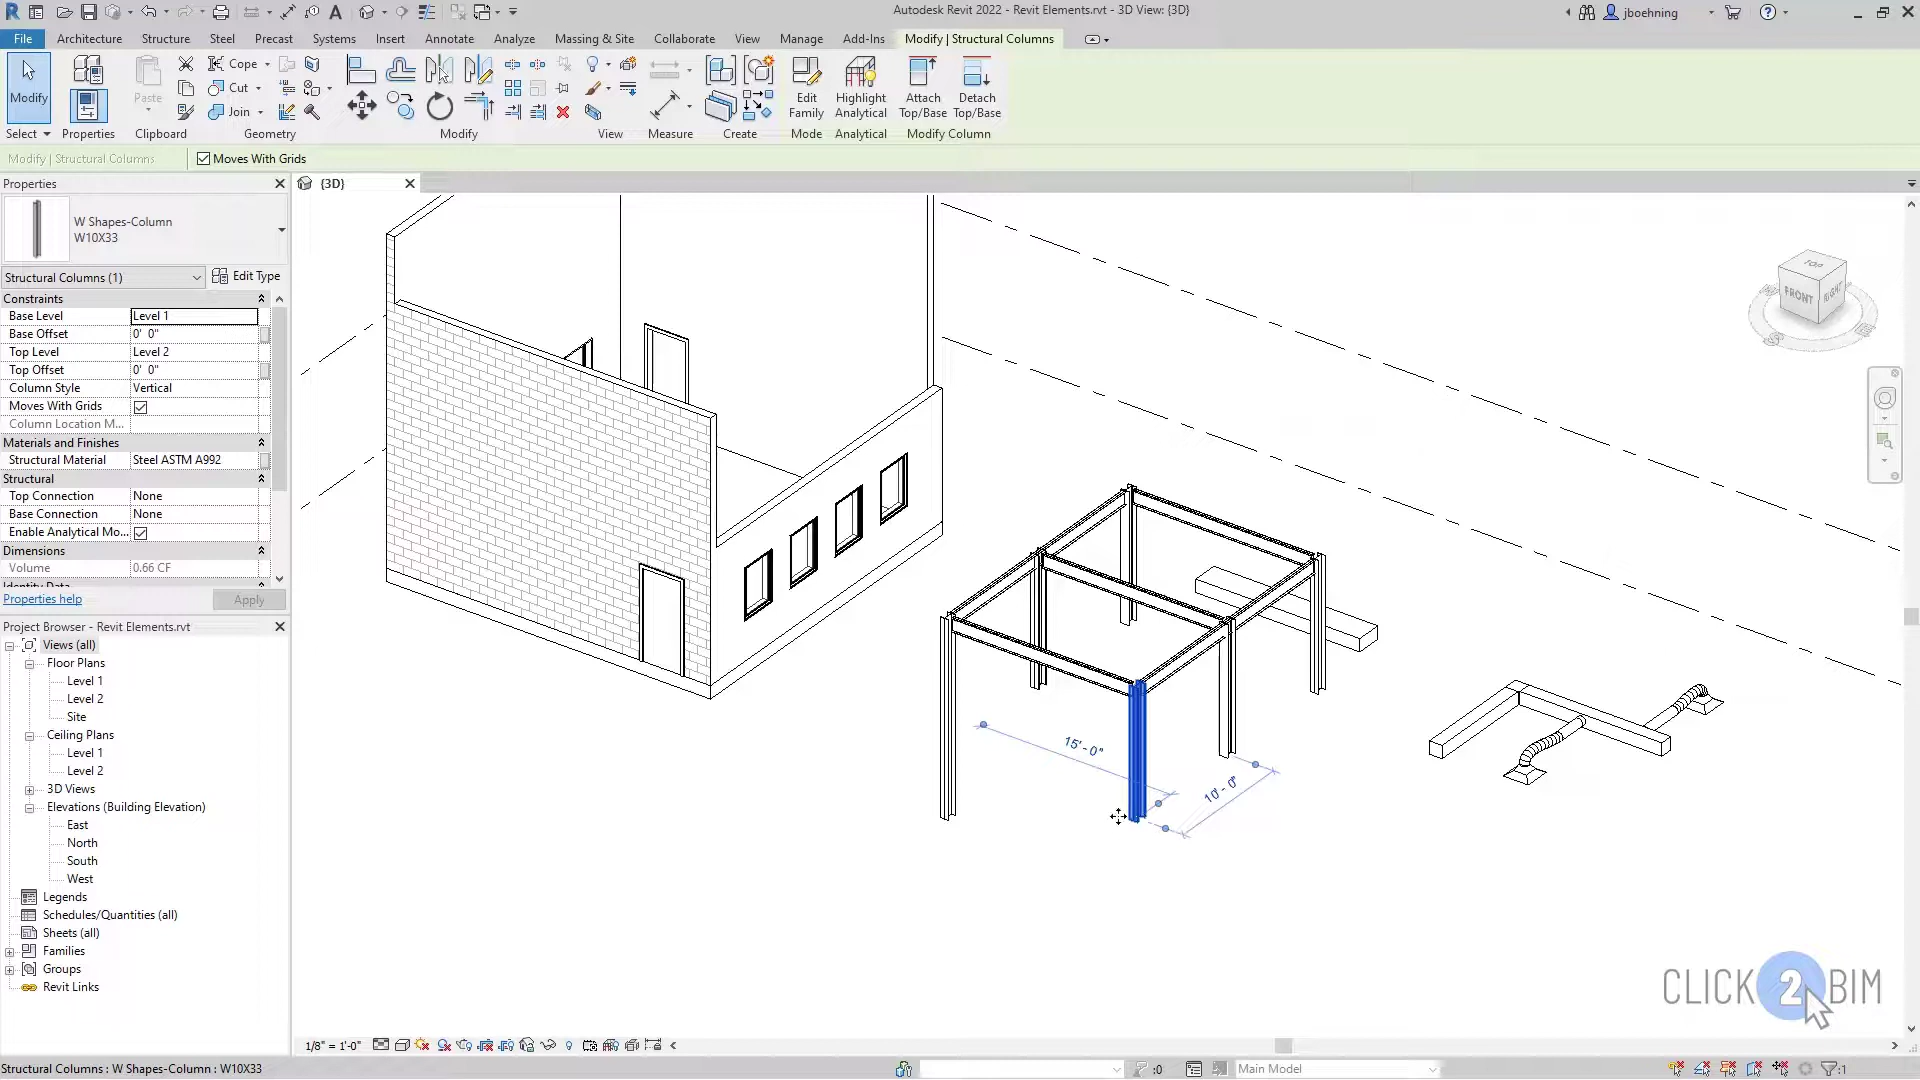 Autodesk Revit 2022 - Revit Elements.rvt - 3D View: {3D}
jboehning
File
Architecture
Structure
Steel
Precast
Systems
Insert
Annotate
Analyze
Massing & Site
Collaborate
View
Manage
Add-Ins
Modify | Structural Columns
Modify
Paste
Cope
Cut
Join
Edit
Family
Highlight
Analytical
Attach
Top/Base
Detach
Top/Base
Select
Properties
Clipboard
Geometry
Modify
View
Measure
Create
Mode
Analytical
Modify Column
Modify | Structural Columns
Moves With Grids
Properties
{3D}
W Shapes-Column
W10X33
Structural Columns (1)
Edit Type
Constraints
Base Level Level 1
Base Offset 0' 0"
Top Level Level 2
Top Offset 0' 0"
Column Style Vertical
Moves With Grids
Column Location M...
Materials and Finishes
Structural Material Steel ASTM A992
Structural
Top Connection None
Base Connection None
Enable Analytical Mo...
Dimensions
Volume 0.66 CF
Identity Data
Properties help
Apply
Project Browser - Revit Elements.rvt
Views (all)
Floor Plans
Level 1
Level 2
Site
Ceiling Plans
Level 1
Level 2
3D Views
Elevations (Building Elevation)
East
North
South
West
Legends
Schedules/Quantities (all)
Sheets (all)
Families
Groups
Revit Links
TOP
FRONT
RIGHT
S
E
15' - 0"
10' - 0"
CLICK 2 BIM
1/8" = 1'-0"
Structural Columns : W Shapes-Column : W10X33
:0
Main Model
:1